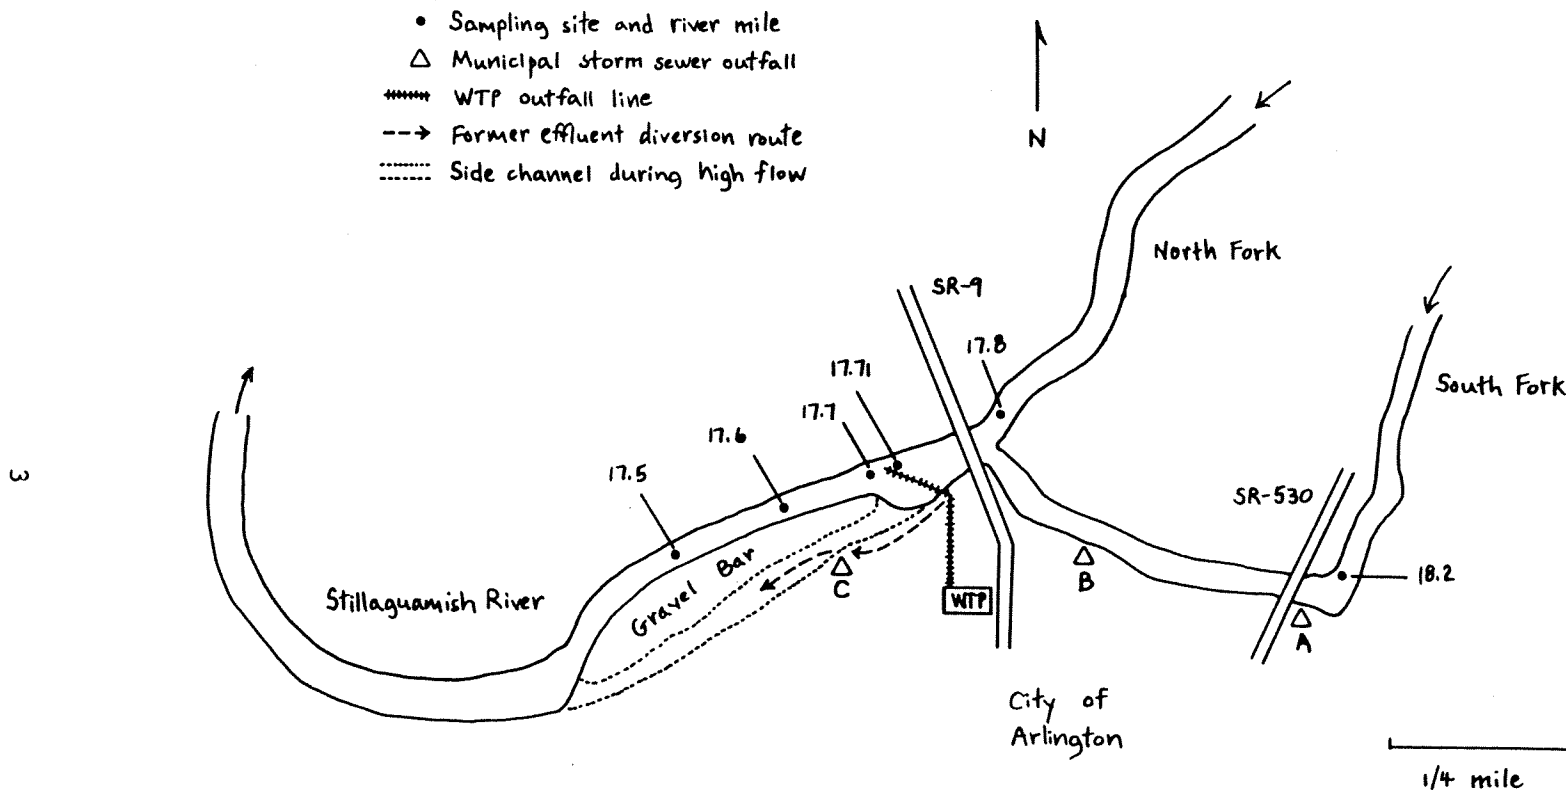 Sampling site and river mile
Municipal storm sewer outfall
WTP outfall line
Former effluent diversion route
Side channel during high flow
N
North Fork
SR-9
17.8
17.71
South Fork
17.7
17.6
17.5
SR-530
3
18.2
Gravel Bar
C
B
WTP
Stillaguamish River
A
City of
Arlington
1/4 mile